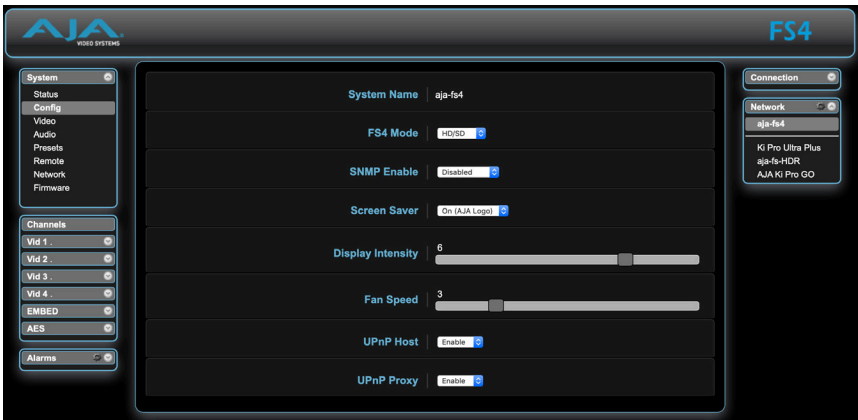 AJA
VIDEO SYSTEMS
FS4
System
Status
Config
Video
Audio
Presets
Remote
Network
Firmware
Channels
Vid 1 .
Vid 2 .
Vid 3 .
Vid 4 .
EMBED
AES
Alarms
System Name aja-fs4
FS4 Mode HD/SD
SNMP Enable Disabled
Screen Saver On (AJA Logo)
Display Intensity 6
Fan Speed 3
UPnP Host Enable
UPnP Proxy Enable
Connection
Network
aja-fs4
Ki Pro Ultra Plus
aja-fs-HDR
AJA Ki Pro GO